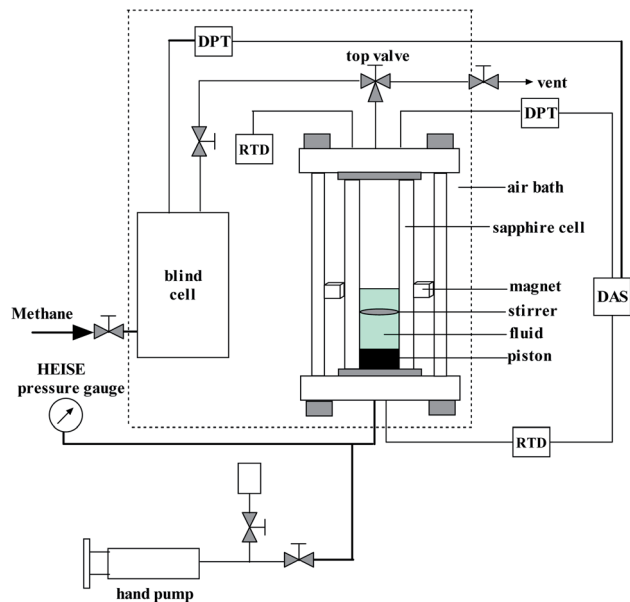 DPT
top valve
vent
DPT
RTD
air bath
sapphire cell
blind
cell
magnet
DAS
Methane
stirrer
fluid
HEISE
pressure gauge
piston
RTD
hand pump